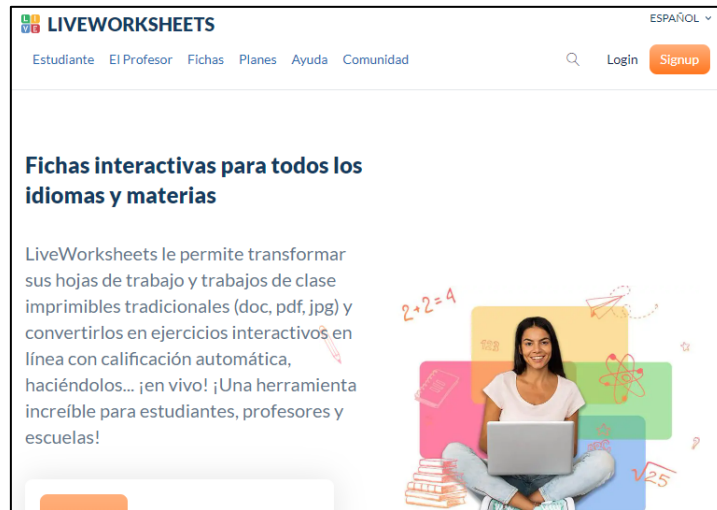 LIVE LIVEWORKSHEETS
ESPAÑOL
Estudiante El Profesor Fichas Planes Ayuda Comunidad
Login Signup
Fichas interactivas para todos los
idiomas y materias
LiveWorksheets le permite transformar
sus hojas de trabajo y trabajos de clase
imprimibles tradicionales (doc, pdf, jpg) y
convertirlos en ejercicios interactivos en
línea con calificación automática,
haciéndolos... ¡en vivo! ¡Una herramienta
increíble para estudiantes, profesores y
escuelas!
2+2=4
√25